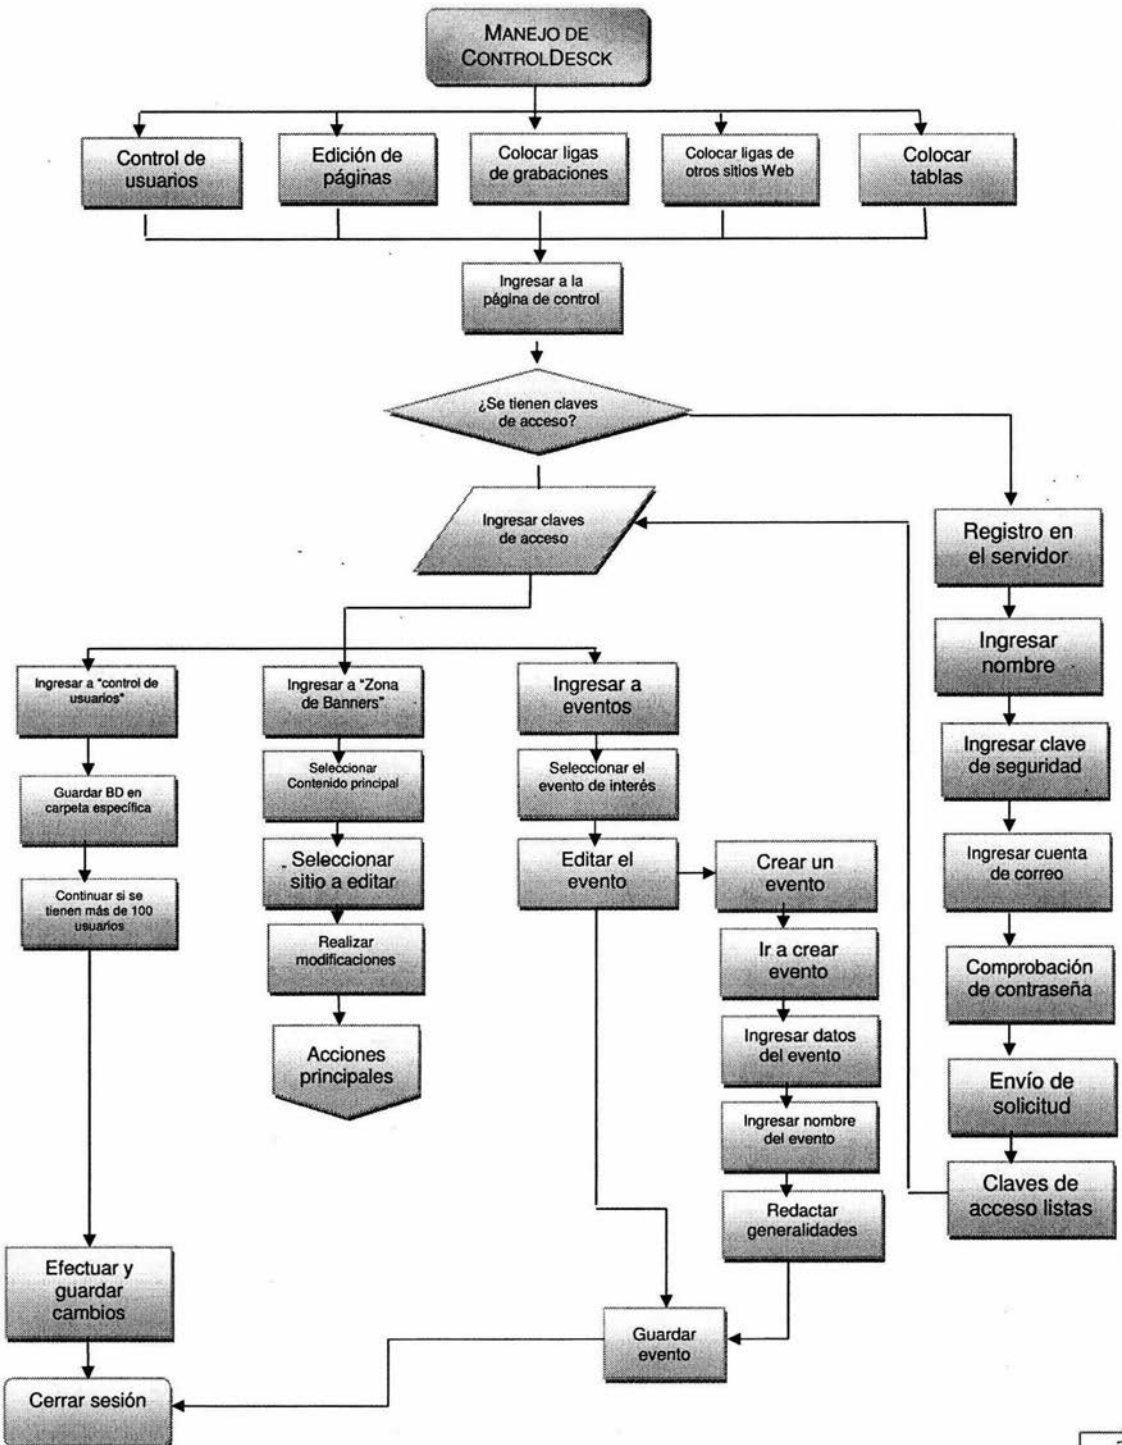 MANEJO DE
CONTROLDESCK
Control de
usuarios
Edición de
páginas
Colocar ligas
de grabaciones
Colocar ligas de
otros sitios Web
Colocar
tablas
Ingresar a la
página de control
¿Se tienen claves
de acceso?
Ingresar claves
de acceso
Registro en
el servidor
Ingresar
nombre
Ingresar clave
de seguridad
Ingresar cuenta
de correo
Comprobación
de contraseña
Envío de
solicitud
Claves de
acceso listas
Ingresar a "control de
usuarios"
Guardar BD en
carpeta específica
Continuar si se
tienen más de 100
usuarios
Efectuar y
guardar
cambios
Cerrar sesión
Ingresar a "Zona
de Banners"
Seleccionar
Contenido principal
Seleccionar
sitio a editar
Realizar
modificaciones
Acciones
principales
Ingresar a
eventos
Seleccionar el
evento de interés
Editar el
evento
Crear un
evento
Ir a crear
evento
Ingresar datos
del evento
Ingresar nombre
del evento
Redactar
generalidades
Guardar
evento